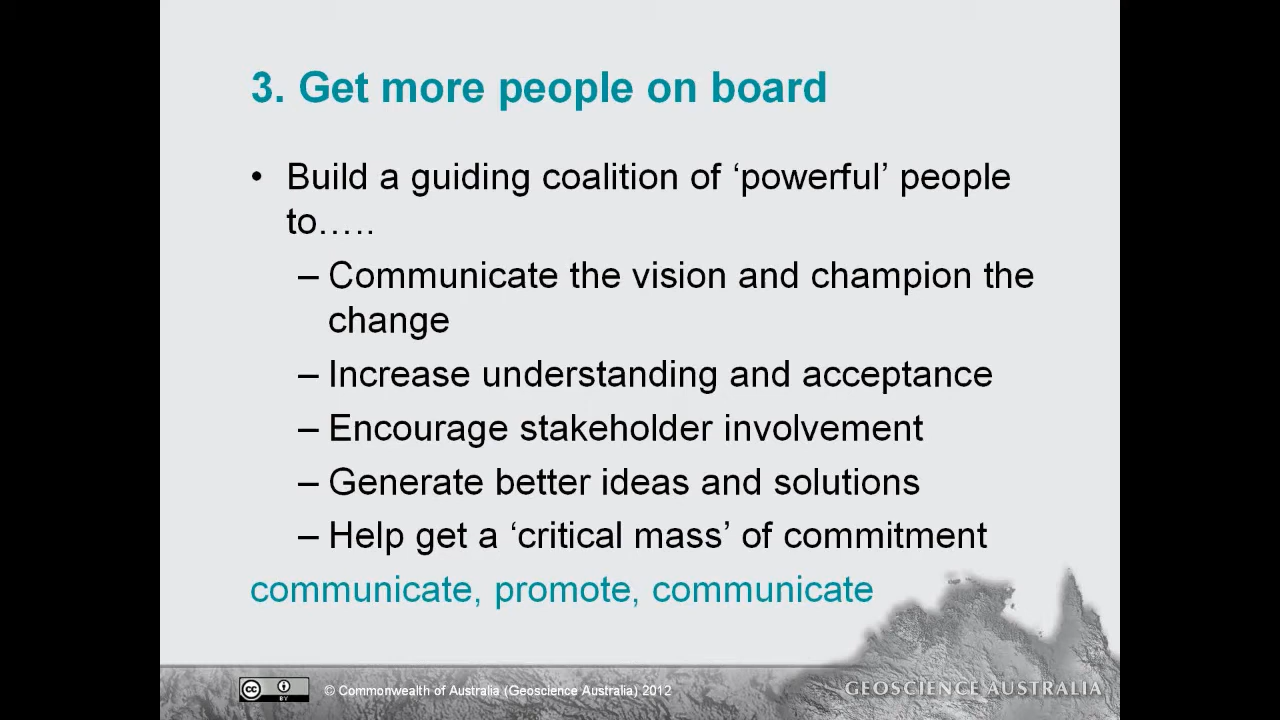 3. Get more people on board
• Build a guiding coalition of ‘powerful’ people
to…..
– Communicate the vision and champion the
change
– Increase understanding and acceptance
– Encourage stakeholder involvement
– Generate better ideas and solutions
– Help get a ‘critical mass’ of commitment
communicate, promote, communicate
cc BY
© Commonwealth of Australia (Geoscience Australia) 2012
GEOSCIENCE AUSTRALIA